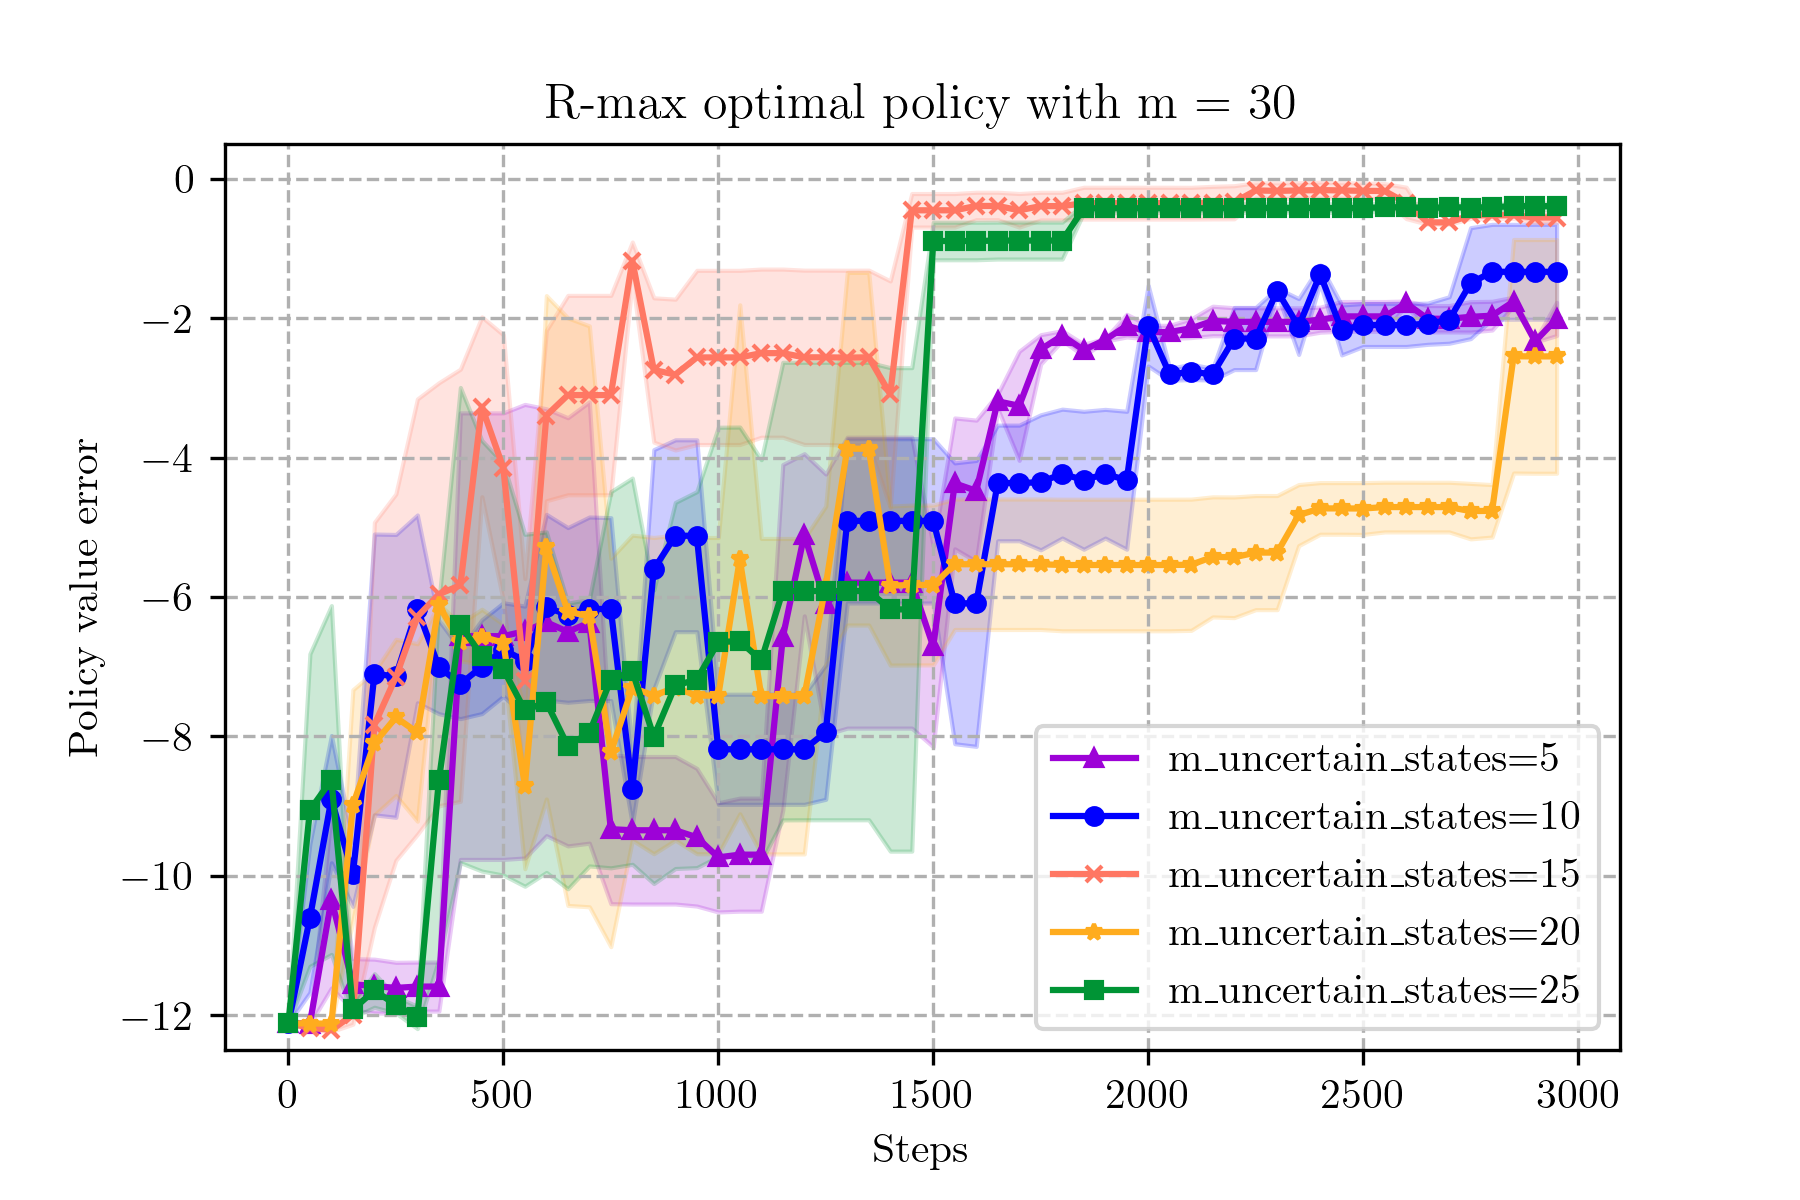 R-max optimal policy with m = 30
Policy value error
0
−2
−4
−6
−8
−10
−12
m_uncertain_states=5
m_uncertain_states=10
m_uncertain_states=15
m_uncertain_states=20
m_uncertain_states=25
0 500 1000 1500 2000 2500 3000
Steps